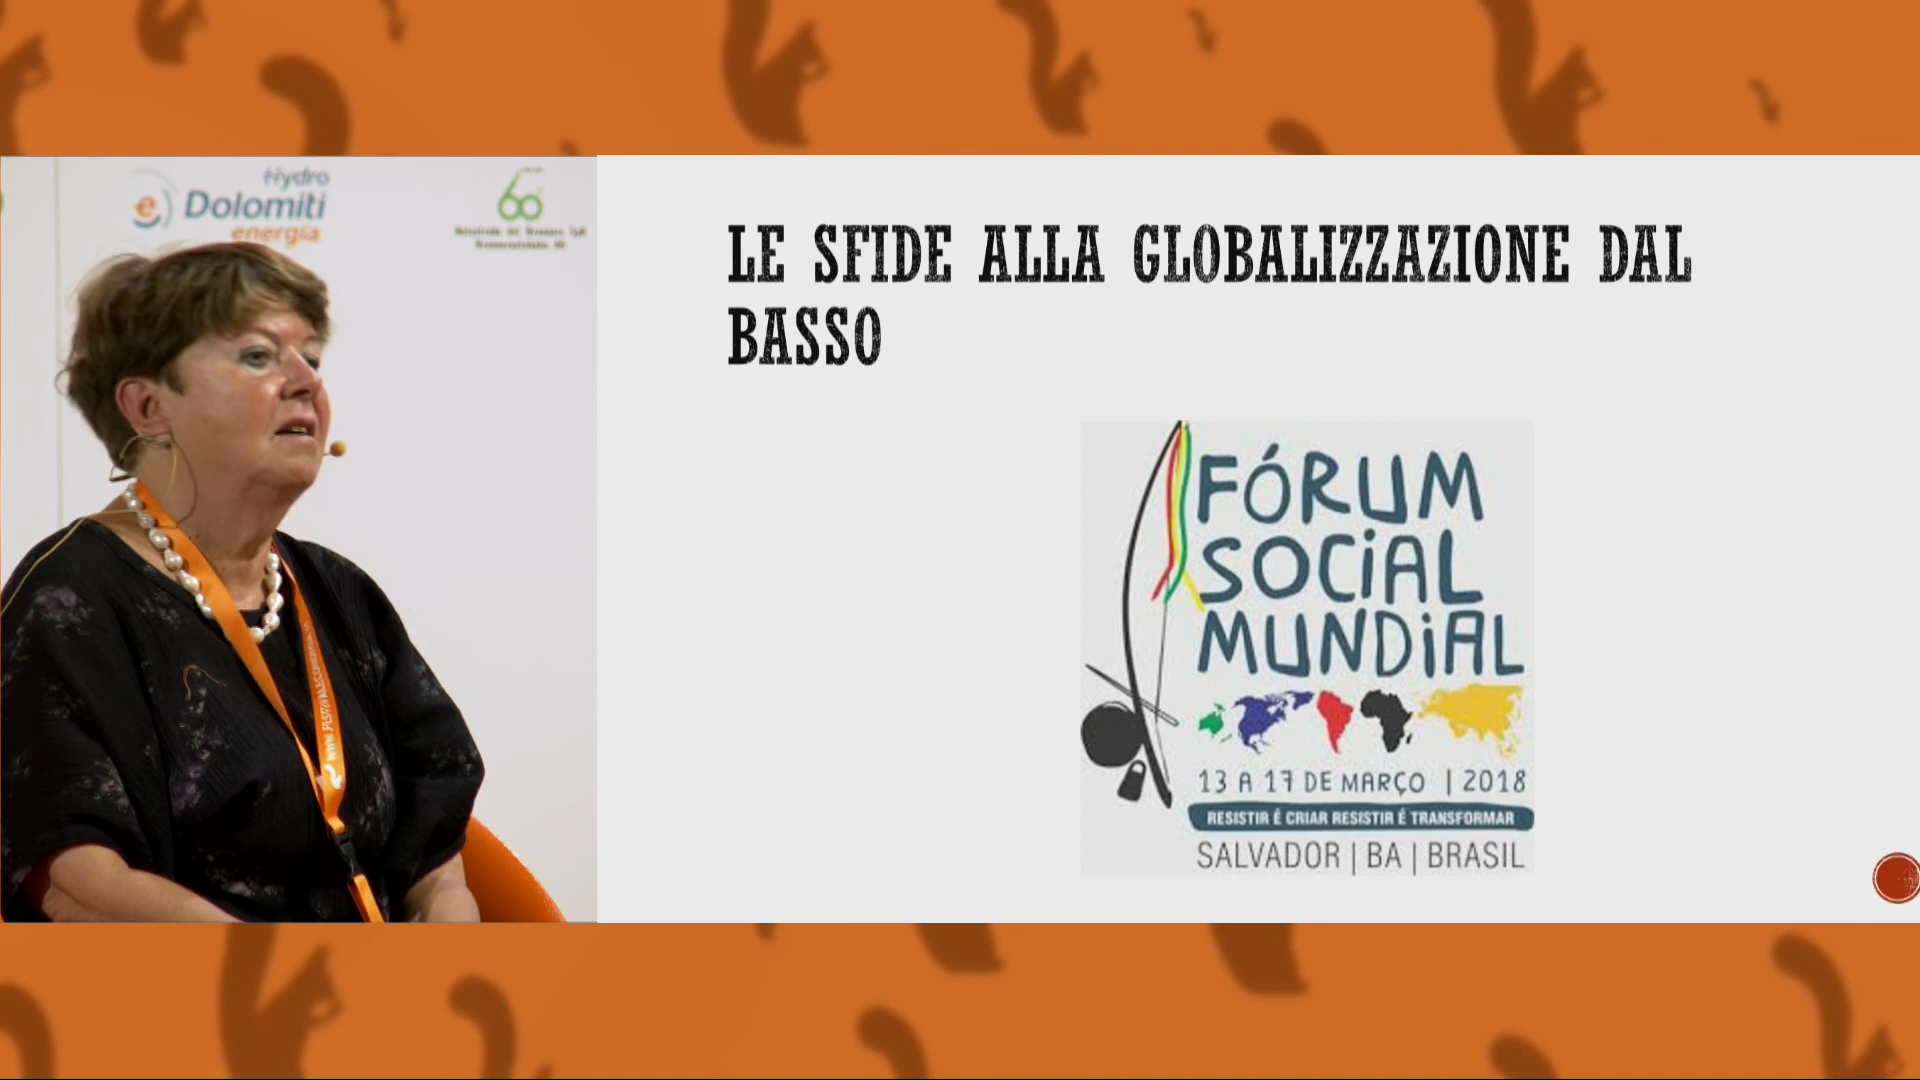 Hydro
Dolomiti
energia
60
LE SFIDE ALLA GLOBALIZZAZIONE DAL
BASSO
FÓRUM
SOCiAL
MUNDiAL
13 A 17 DE MARÇO | 2018
RESISTIR É CRIAR RESISTIR É TRANSFORMAR
SALVADOR | BA | BRASIL